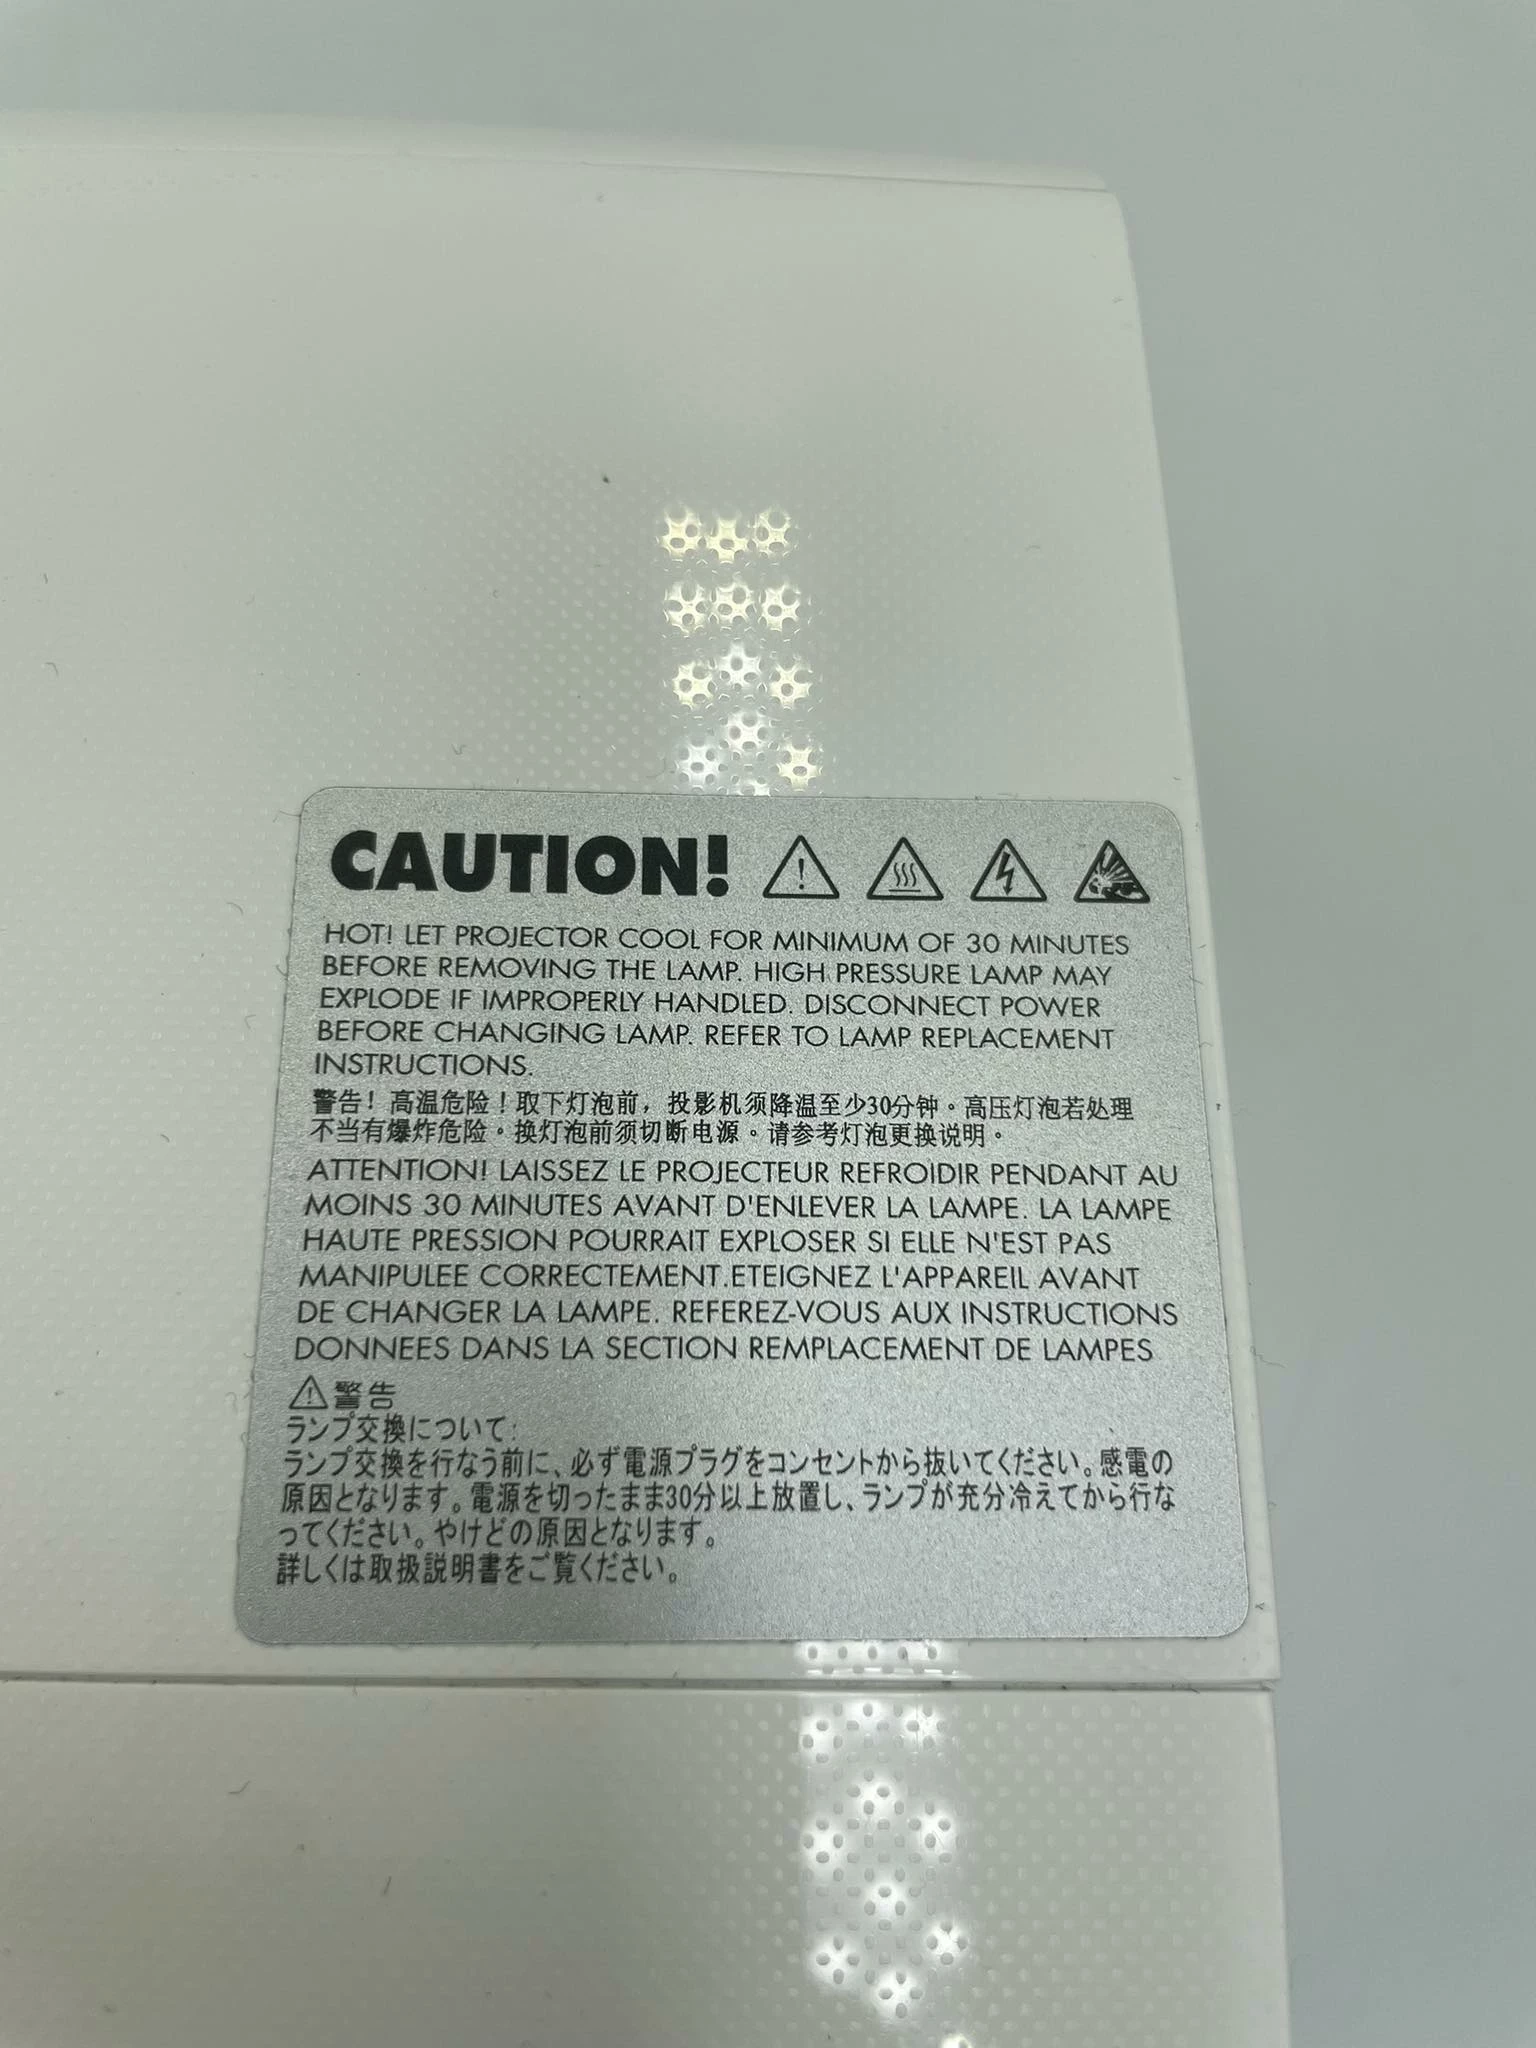 CAUTION!
HOT! LET PROJECTOR COOL FOR MINIMUM OF 30 MINUTES
BEFORE REMOVING THE LAMP. HIGH PRESSURE LAMP MAY
EXPLODE IF IMPROPERLY HANDLED. DISCONNECT POWER
BEFORE CHANGING LAMP. REFER TO LAMP REPLACEMENT
INSTRUCTIONS.
警告！高温危险！取下灯泡前，投影机须降温至少30分钟。高压灯泡若处理
不当有爆炸危险。换灯泡前须切断电源。请参考灯泡更换说明。
ATTENTION! LAISSEZ LE PROJECTEUR REFROIDIR PENDANT AU
MOINS 30 MINUTES AVANT D'ENLEVER LA LAMPE. LA LAMPE
HAUTE PRESSION POURRAIT EXPLOSER SI ELLE N'EST PAS
MANIPULEE CORRECTEMENT.ETEIGNEZ L'APPAREIL AVANT
DE CHANGER LA LAMPE. REFEREZ-VOUS AUX INSTRUCTIONS
DONNEES DANS LA SECTION REMPLACEMENT DE LAMPES
警告
ランプ交換について:
ランプ交換を行なう前に、必ず電源プラグをコンセントから抜いてください。感電の
原因となります。電源を切ったまま30分以上放置し、ランプが充分冷えてから行な
ってください。やけどの原因となります。
詳しくは取扱説明書をご覧ください。